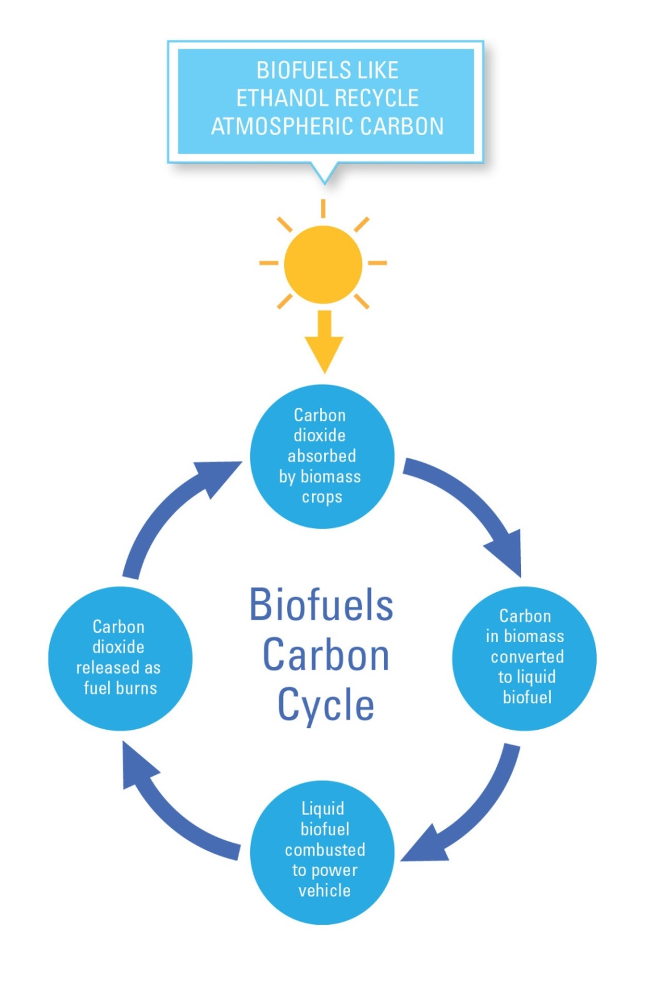 BIOFUELS LIKE
ETHANOL RECYCLE
ATMOSPHERIC CARBON
Carbon
dioxide
absorbed
by biomass
crops
Carbon
in biomass
converted
to liquid
biofuel
Liquid
biofuel
combusted
to power
vehicle
Carbon
dioxide
released as
fuel burns
Biofuels
Carbon
Cycle